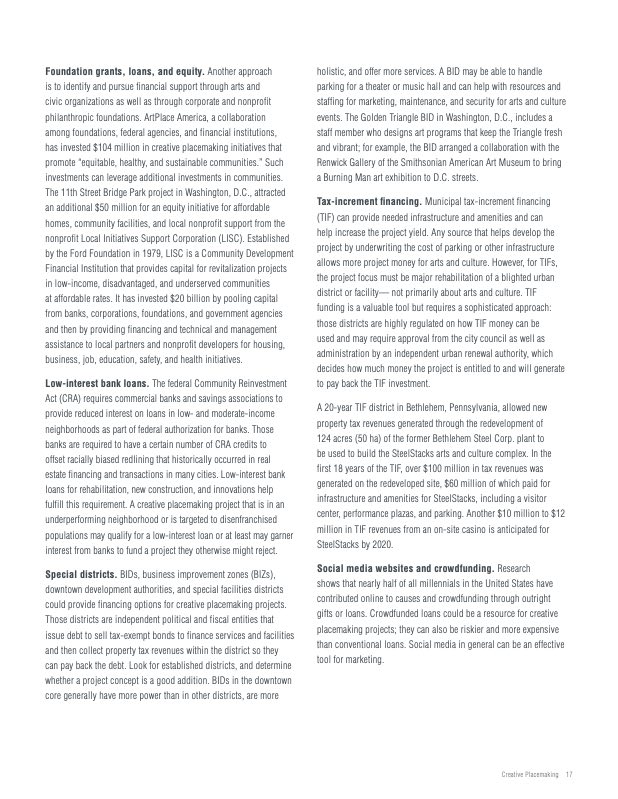 Foundation grants, loans, and equity. Another approach
is to identify and pursue financial support through arts and
civic organizations as well as through corporate and nonprofit
philanthropic foundations. ArtPlace America, a collaboration
among foundations, federal agencies, and financial institutions,
has invested $104 million in creative placemaking initiatives that
promote “equitable, healthy, and sustainable communities.” Such
investments can leverage additional investments in communities.
The 11th Street Bridge Park project in Washington, D.C., attracted
an additional $50 million for an equity initiative for affordable
homes, community facilities, and local nonprofit support from the
nonprofit Local Initiatives Support Corporation (LISC). Established
by the Ford Foundation in 1979, LISC is a Community Development
Financial Institution that provides capital for revitalization projects
in low-income, disadvantaged, and underserved communities
at affordable rates. It has invested $20 billion by pooling capital
from banks, corporations, foundations, and government agencies
and then by providing financing and technical and management
assistance to local partners and nonprofit developers for housing,
business, job, education, safety, and health initiatives.
Low-interest bank loans. The federal Community Reinvestment
Act (CRA) requires commercial banks and savings associations to
provide reduced interest on loans in low- and moderate-income
neighborhoods as part of federal authorization for banks. Those
banks are required to have a certain number of CRA credits to
offset racially biased redlining that historically occurred in real
estate financing and transactions in many cities. Low-interest bank
loans for rehabilitation, new construction, and innovations help
fulfill this requirement. A creative placemaking project that is in an
underperforming neighborhood or is targeted to disenfranchised
populations may qualify for a low-interest loan or at least may garner
interest from banks to fund a project they otherwise might reject.
Special districts. BIDs, business improvement zones (BIZs),
downtown development authorities, and special facilities districts
could provide financing options for creative placemaking projects.
Those districts are independent political and fiscal entities that
issue debt to sell tax-exempt bonds to finance services and facilities
and then collect property tax revenues within the district so they
can pay back the debt. Look for established districts, and determine
whether a project concept is a good addition. BIDs in the downtown
core generally have more power than in other districts, are more
holistic, and offer more services. A BID may be able to handle
parking for a theater or music hall and can help with resources and
staffing for marketing, maintenance, and security for arts and culture
events. The Golden Triangle BID in Washington, D.C., includes a
staff member who designs art programs that keep the Triangle fresh
and vibrant; for example, the BID arranged a collaboration with the
Renwick Gallery of the Smithsonian American Art Museum to bring
a Burning Man art exhibition to D.C. streets.
Tax-increment financing. Municipal tax-increment financing
(TIF) can provide needed infrastructure and amenities and can
help increase the project yield. Any source that helps develop the
project by underwriting the cost of parking or other infrastructure
allows more project money for arts and culture. However, for TIFs,
the project focus must be major rehabilitation of a blighted urban
district or facility— not primarily about arts and culture. TIF
funding is a valuable tool but requires a sophisticated approach:
those districts are highly regulated on how TIF money can be
used and may require approval from the city council as well as
administration by an independent urban renewal authority, which
decides how much money the project is entitled to and will generate
to pay back the TIF investment.
A 20-year TIF district in Bethlehem, Pennsylvania, allowed new
property tax revenues generated through the redevelopment of
124 acres (50 ha) of the former Bethlehem Steel Corp. plant to
be used to build the SteelStacks arts and culture complex. In the
first 18 years of the TIF, over $100 million in tax revenues was
generated on the redeveloped site, $60 million of which paid for
infrastructure and amenities for SteelStacks, including a visitor
center, performance plazas, and parking. Another $10 million to $12
million in TIF revenues from an on-site casino is anticipated for
SteelStacks by 2020.
Social media websites and crowdfunding. Research
shows that nearly half of all millennials in the United States have
contributed online to causes and crowdfunding through outright
gifts or loans. Crowdfunded loans could be a resource for creative
placemaking projects; they can also be riskier and more expensive
than conventional loans. Social media in general can be an effective
tool for marketing.
Creative Placemaking 17